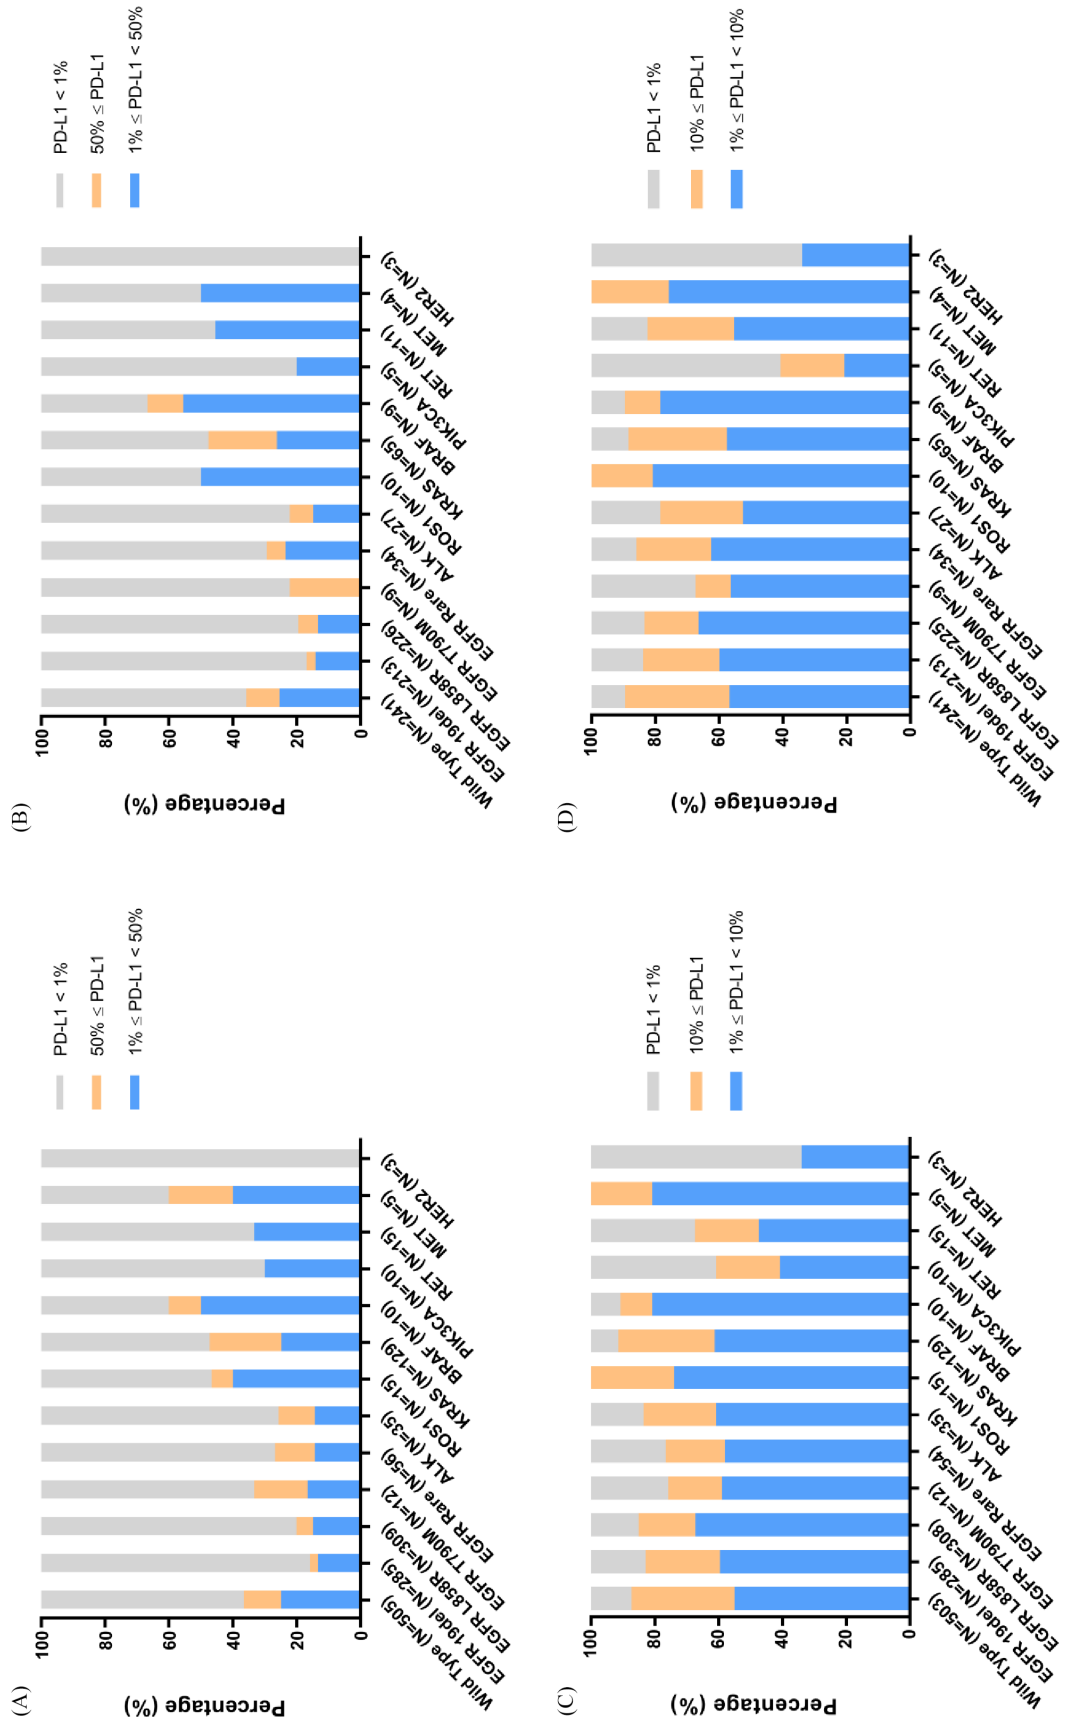 (A)
Percentage (%)
100
80
60
40
20
0
Wild Type (N=505)
EGFR 19del (N=285)
EGFR L858R (N=309)
EGFR T790M (N=12)
EGFR Rare (N=56)
ALK (N=35)
ROS1 (N=15)
KRAS (N=129)
BRAF (N=10)
PIK3CA (N=10)
RET (N=15)
MET (N=5)
HER2 (N=3)
PD-L1 < 1%
50% ≤ PD-L1
1% ≤ PD-L1 < 50%
(B)
Percentage (%)
100
80
60
40
20
0
Wild Type (N=241)
EGFR 19del (N=213)
EGFR L858R (N=226)
EGFR T790M (N=9)
EGFR Rare (N=34)
ALK (N=27)
ROS1 (N=10)
KRAS (N=65)
BRAF (N=9)
PIK3CA (N=5)
RET (N=11)
MET (N=4)
HER2 (N=3)
PD-L1 < 1%
50% ≤ PD-L1
1% ≤ PD-L1 < 50%
(C)
Percentage (%)
100
80
60
40
20
0
Wild Type (N=503)
EGFR 19del (N=285)
EGFR L858R (N=308)
EGFR T790M (N=12)
EGFR Rare (N=54)
ALK (N=35)
ROS1 (N=15)
KRAS (N=129)
BRAF (N=10)
PIK3CA (N=10)
RET (N=15)
MET (N=5)
HER2 (N=3)
PD-L1 < 1%
10% ≤ PD-L1
1% ≤ PD-L1 < 10%
(D)
Percentage (%)
100
80
60
40
20
0
Wild Type (N=241)
EGFR 19del (N=213)
EGFR L858R (N=225)
EGFR T790M (N=9)
EGFR Rare (N=34)
ALK (N=27)
ROS1 (N=10)
KRAS (N=65)
BRAF (N=9)
PIK3CA (N=5)
RET (N=11)
MET (N=4)
HER2 (N=3)
PD-L1 < 1%
10% ≤ PD-L1
1% ≤ PD-L1 < 10%